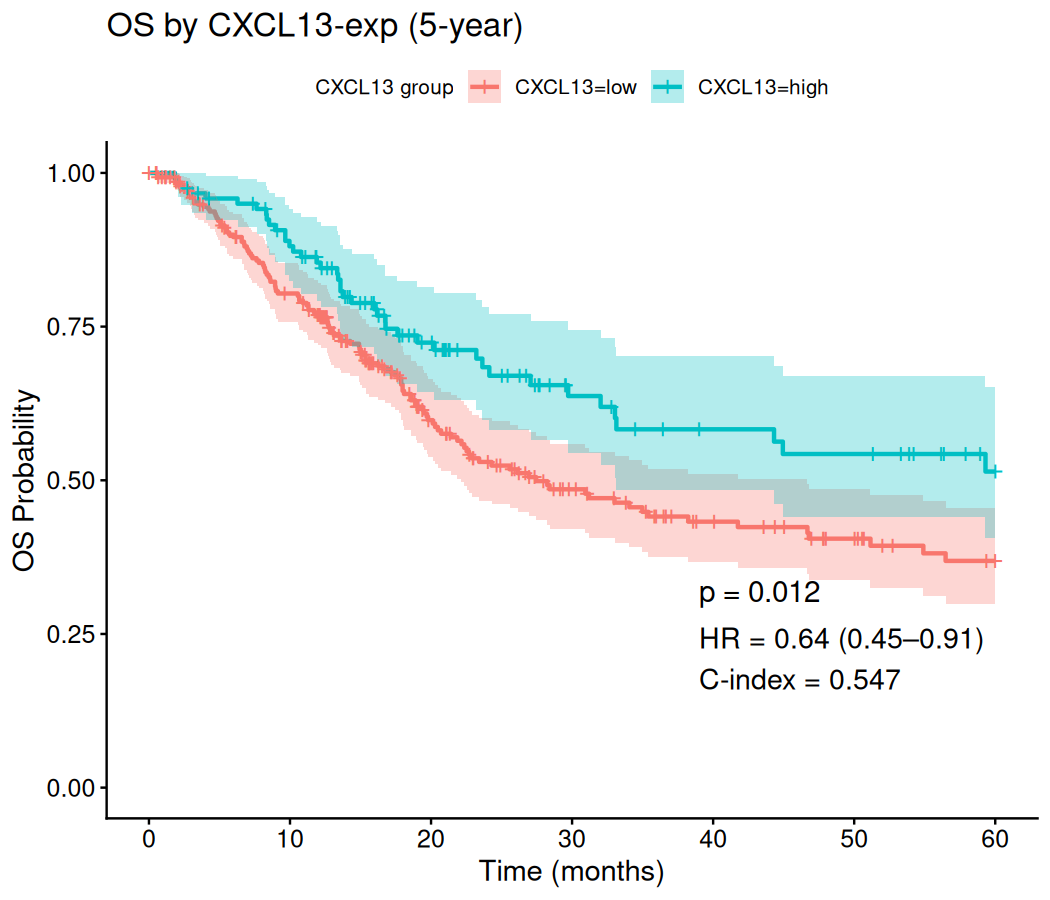 OS by CXCL13-exp (5-year)
CXCL13 group CXCL13=low CXCL13=high
OS Probability
1.00
0.75
0.50
0.25
0.00
p = 0.012
HR = 0.64 (0.45–0.91)
C-index = 0.547
0 10 20 30 40 50 60
Time (months)